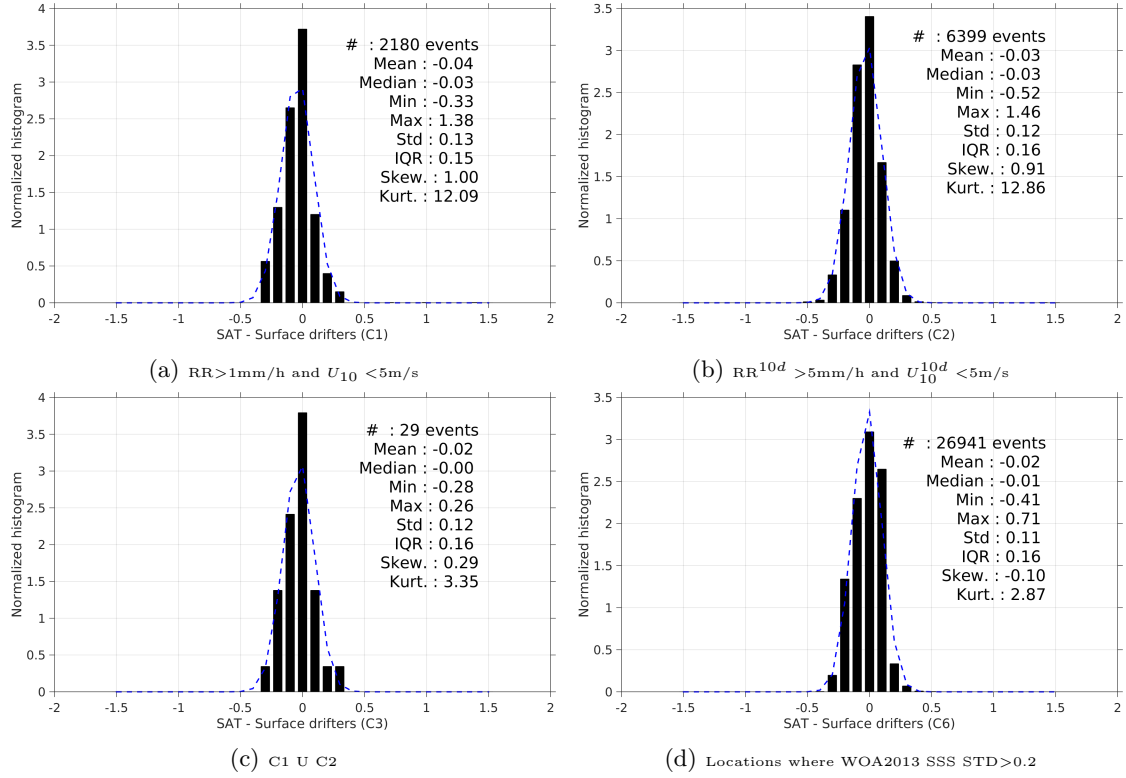 4
3.5
3
2.5
2
1.5
1
0.5
0
Normalized histogram
# : 2180 events
Mean : -0.04
Median : -0.03
Min : -0.33
Max : 1.38
Std : 0.13
IQR : 0.15
Skew. : 1.00
Kurt. : 12.09
-2 -1.5 -1 -0.5 0 0.5 1 1.5 2
SAT - Surface drifters (C1)
(a) RR>1mm/h and U10 <5m/s
3.5
3
2.5
2
1.5
1
0.5
0
Normalized histogram
# : 6399 events
Mean : -0.03
Median : -0.03
Min : -0.52
Max : 1.46
Std : 0.12
IQR : 0.16
Skew. : 0.91
Kurt. : 12.86
-2 -1.5 -1 -0.5 0 0.5 1 1.5 2
SAT - Surface drifters (C2)
(b) RR^10d >5mm/h and U10^10d <5m/s
4
3.5
3
2.5
2
1.5
1
0.5
0
Normalized histogram
# : 29 events
Mean : -0.02
Median : -0.00
Min : -0.28
Max : 0.26
Std : 0.12
IQR : 0.16
Skew. : 0.29
Kurt. : 3.35
-2 -1.5 -1 -0.5 0 0.5 1 1.5 2
SAT - Surface drifters (C3)
(c) C1 U C2
3.5
3
2.5
2
1.5
1
0.5
0
Normalized histogram
# : 26941 events
Mean : -0.02
Median : -0.01
Min : -0.41
Max : 0.71
Std : 0.11
IQR : 0.16
Skew. : -0.10
Kurt. : 2.87
-2 -1.5 -1 -0.5 0 0.5 1 1.5 2
SAT - Surface drifters (C6)
(d) Locations where WOA2013 SSS STD>0.2